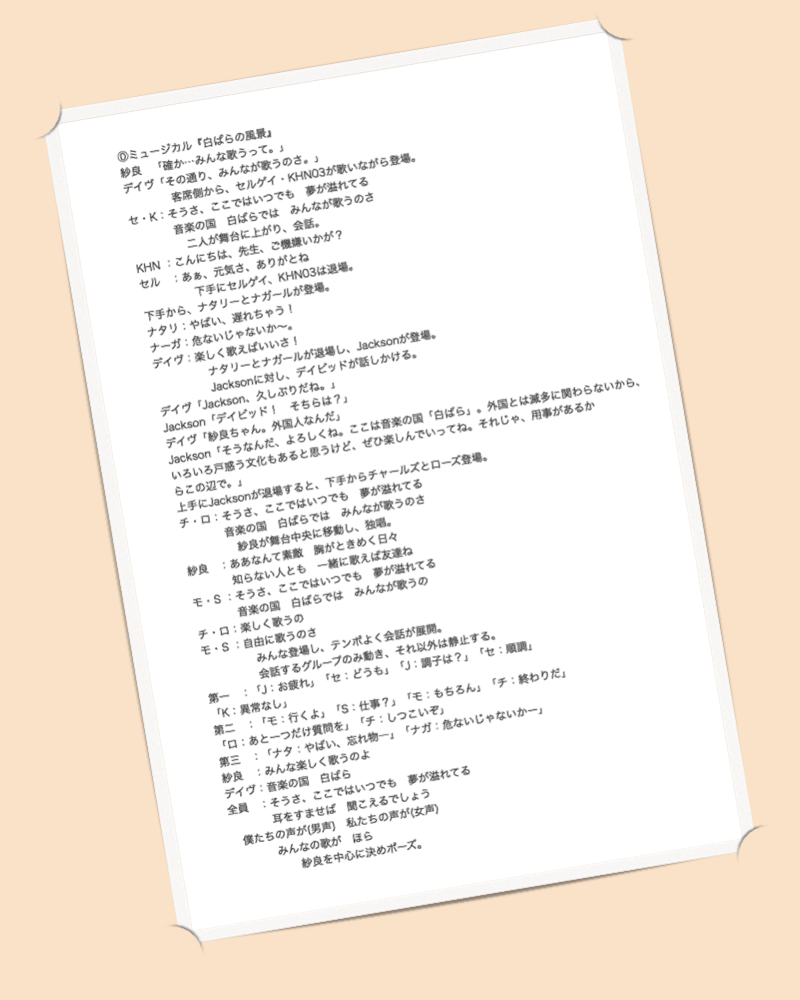 ⓪ミュージカル『白ばらの風景』
紗良　「確か…みんな歌うって。」
デイヴ「その通り、みんなが歌うのさ。」
客席側から、セルゲイ・KHN03が歌いながら登場。
セ・K：そうさ、ここではいつでも　夢が溢れてる
音楽の国　白ばらでは　みんなが歌うのさ
二人が舞台に上がり、会話。
KHN ：こんにちは、先生、ご機嫌いかが？
セル　：あぁ、元気さ、ありがとね
下手にセルゲイ、KHN03は退場。
下手から、ナタリーとナガールが登場。
ナタリ：やばい、遅れちゃう！
ナーガ：危ないじゃないか〜。
デイヴ：楽しく歌えばいいさ！
ナタリーとナガールが退場し、Jacksonが登場。
Jacksonに対し、デイビッドが話しかける。
デイヴ「Jackson、久しぶりだね。」
Jackson「デイビッド！　そちらは？」
デイヴ「紗良ちゃん。外国人なんだ」
Jackson「そうなんだ、よろしくね。ここは音楽の国「白ばら」。外国とは滅多に関わらないから、
いろいろ戸惑う文化もあると思うけど、ぜひ楽しんでいってね。それじゃ、用事があるか
らこの辺で。」
上手にJacksonが退場すると、下手からチャールズとローズ登場。
チ・ロ：そうさ、ここではいつでも　夢が溢れてる
音楽の国　白ばらでは　みんなが歌うのさ
紗良が舞台中央に移動し、独唱。
紗良　：ああなんて素敵　胸がときめく日々
知らない人とも　一緒に歌えば友達ね
モ・S ：そうさ、ここではいつでも　夢が溢れてる
音楽の国　白ばらでは　みんなが歌うの
チ・ロ：楽しく歌うの
モ・S ：自由に歌うのさ
みんな登場し、テンポよく会話が展開。
会話するグループのみ動き、それ以外は静止する。
第一　：「J：お疲れ」「セ：どうも」「J：調子は？」「セ：順調」
「K：異常なし」
第二　：「モ：行くよ」「S：仕事？」「モ：もちろん」「チ：終わりだ」
「ロ：あと一つだけ質問を」「チ：しつこいぞ」
第三　：「ナタ：やばい、忘れ物―」「ナガ：危ないじゃないかー」
紗良　：みんな楽しく歌うのよ
デイヴ：音楽の国　白ばら
全員　：そうさ、ここではいつでも　夢が溢れてる
耳をすませば　聞こえるでしょう
僕たちの声が(男声)　私たちの声が(女声)
みんなの歌が　ほら
紗良を中心に決めポーズ。